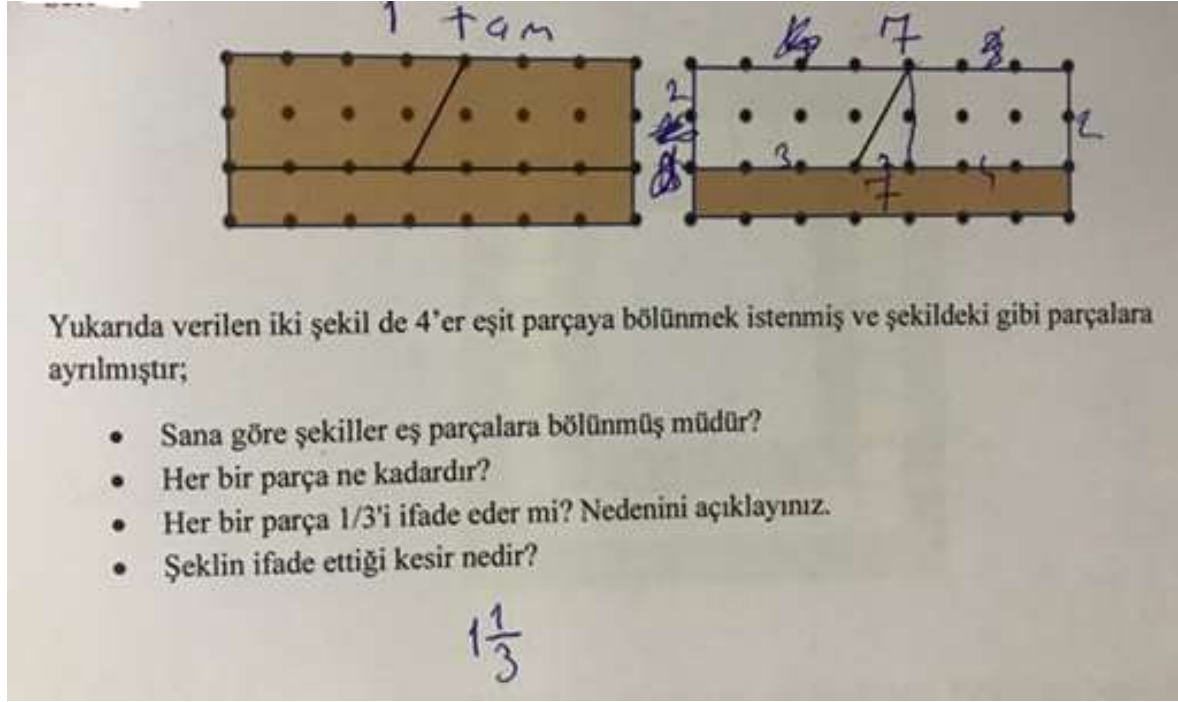 1 tam
7
2
2
3
7
Yukarıda verilen iki şekil de 4'er eşit parçaya bölünmek istenmiş ve şekildeki gibi parçalara
ayrılmıştır;
• Sana göre şekiller eş parçalara bölünmüş müdür?
• Her bir parça ne kadardır?
• Her bir parça 1/3'i ifade eder mi? Nedenini açıklayınız.
• Şeklin ifade ettiği kesir nedir?
1 1/3